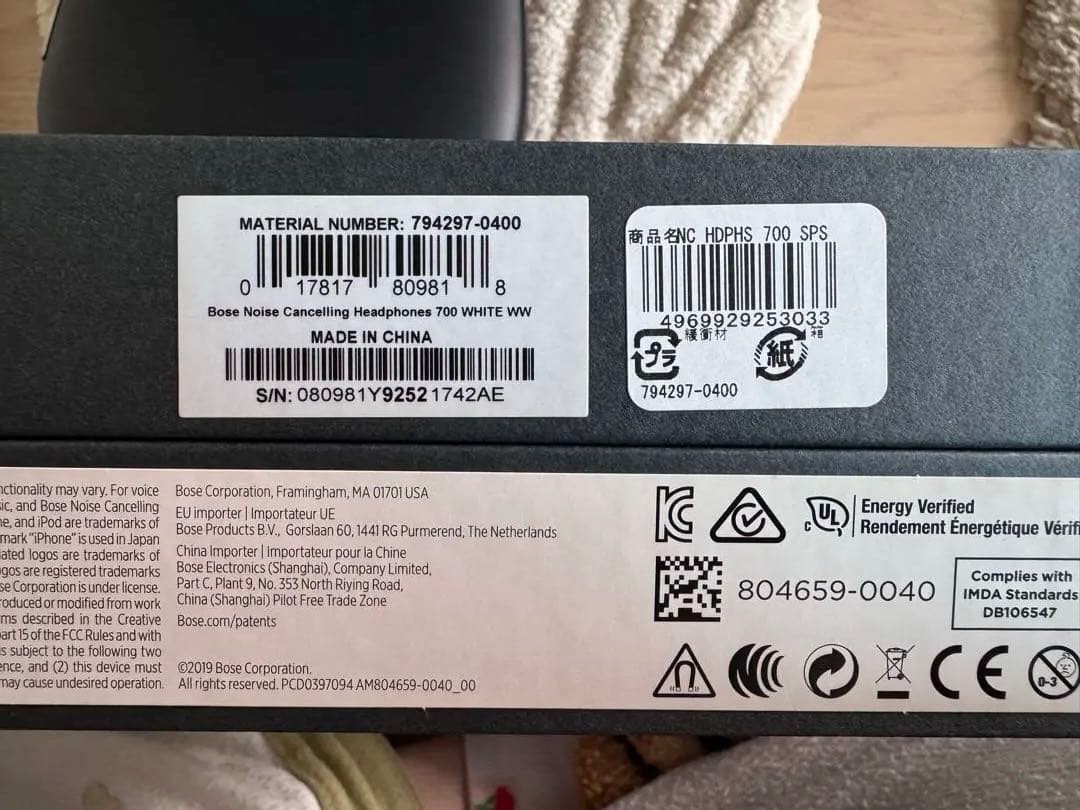 MATERIAL NUMBER: 794297-0400
0 17817 80981 8
Bose Noise Cancelling Headphones 700 WHITE WW
MADE IN CHINA
S/N: 080981Y92521742AE
商品名NC HDPHS 700 SPS
4969929253033
緩衝材
箱
プラ
紙
794297-0400
nctionality may vary. For voice
ic, and Bose Noise Cancelling
ne, and iPod are trademarks of
mark "iPhone" is used in Japan
iated logos are trademarks of
ogos are registered trademarks
se Corporation is under license.
roduced or modified from work
ms described in the Creative
part 15 of the FCC Rules and with
is subject to the following two
ence, and (2) this device must
may cause undesired operation.
Bose Corporation, Framingham, MA 01701 USA
EU importer | Importateur UE
Bose Products B.V., Gorslaan 60, 1441 RG Purmerend, The Netherlands
China Importer | Importateur pour la Chine
Bose Electronics (Shanghai), Company Limited,
Part C, Plant 9, No. 353 North Riying Road,
China (Shanghai) Pilot Free Trade Zone
Bose.com/patents
©2019 Bose Corporation.
All rights reserved. PCD0397094 AM804659-0040_00
c UL Energy Verified
Rendement Énergétique Vérifi
804659-0040
Complies with
IMDA Standards
DB106547
CE
0-3